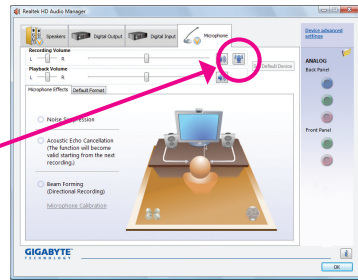 Realtek HD Audio Manager
Speakers
Digital Output
Digital Input
Microphone
Device advanced
settings
Recording Volume
L
R
Set Default Device
ANALOG
Back Panel
Playback Volume
L
R
Microphone Effects
Default Format
Noise Suppression
Acoustic Echo Cancellation
(The function will become
valid starting from the next
recording.)
Front Panel
Beam Forming
(Directional Recording)
Microphone Calibration
GIGABYTE
TECHNOLOGY
i
OK